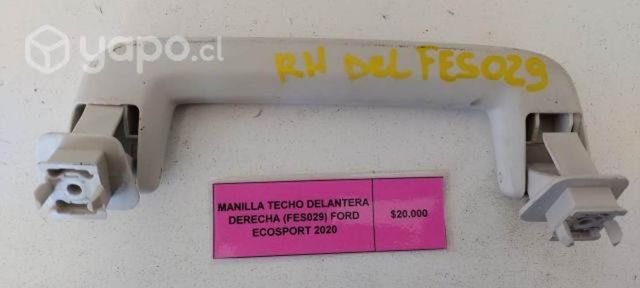 yapo.cl
RH DEL FES029
MANILLA TECHO DELANTERA
DERECHA (FES029) FORD
ECOSPORT 2020
$20.000